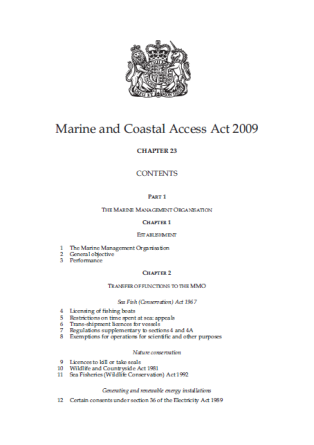 Marine and Coastal Access Act 2009
CHAPTER 23
CONTENTS
PART 1
THE MARINE MANAGEMENT ORGANISATION
CHAPTER 1
ESTABLISHMENT
1 The Marine Management Organisation
2 General objective
3 Performance
CHAPTER 2
TRANSFER OF FUNCTIONS TO THE MMO
Sea Fish (Conservation) Act 1967
4 Licensing of fishing boats
5 Restrictions on time spent at sea: appeals
6 Trans-shipment licences for vessels
7 Regulations supplementary to sections 4 and 4A
8 Exemptions for operations for scientific and other purposes
Nature conservation
9 Licences to kill or take seals
10 Wildlife and Countryside Act 1981
11 Sea Fisheries (Wildlife Conservation) Act 1992
Generating and renewable energy installations
12 Certain consents under section 36 of the Electricity Act 1989